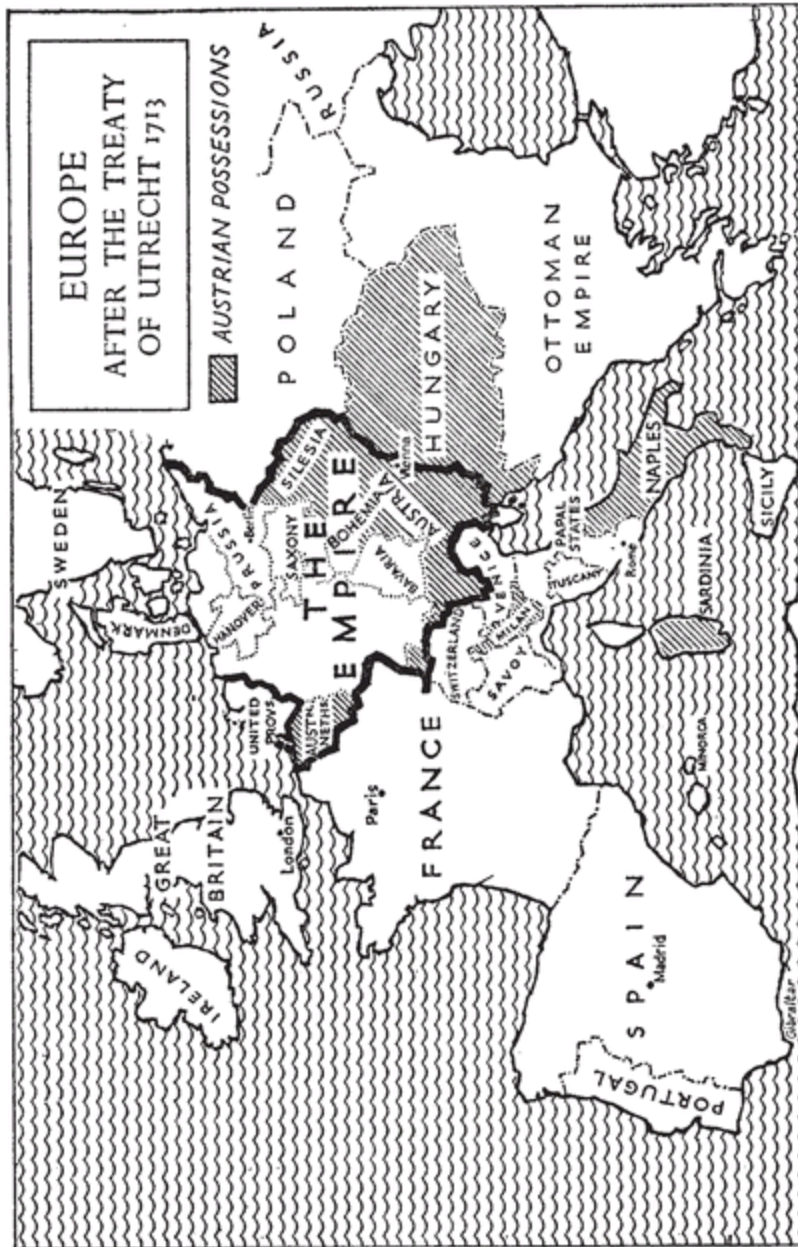 EUROPE
AFTER THE TREATY
OF UTRECHT 1713
AUSTRIAN POSSESSIONS
RUSSIA
SWEDEN
DENMARK
GREAT
BRITAIN
London
IRELAND
UNITED
PROVS.
AUSTN.
NETHR.
HANOVER
PRUSSIA
Berlin
SAXONY
SILESIA
POLAND
THE
EMPIRE
BOHEMIA
BAVARIA
AUSTRIA
Vienna
HUNGARY
FRANCE
Paris
SWITZERLAND
SAVOY
MILAN
VENICE
TUSCANY
PAPAL
STATES
Rome
NAPLES
SICILY
SARDINIA
MINORCA
OTTOMAN
EMPIRE
SPAIN
Madrid
PORTUGAL
Gibraltar